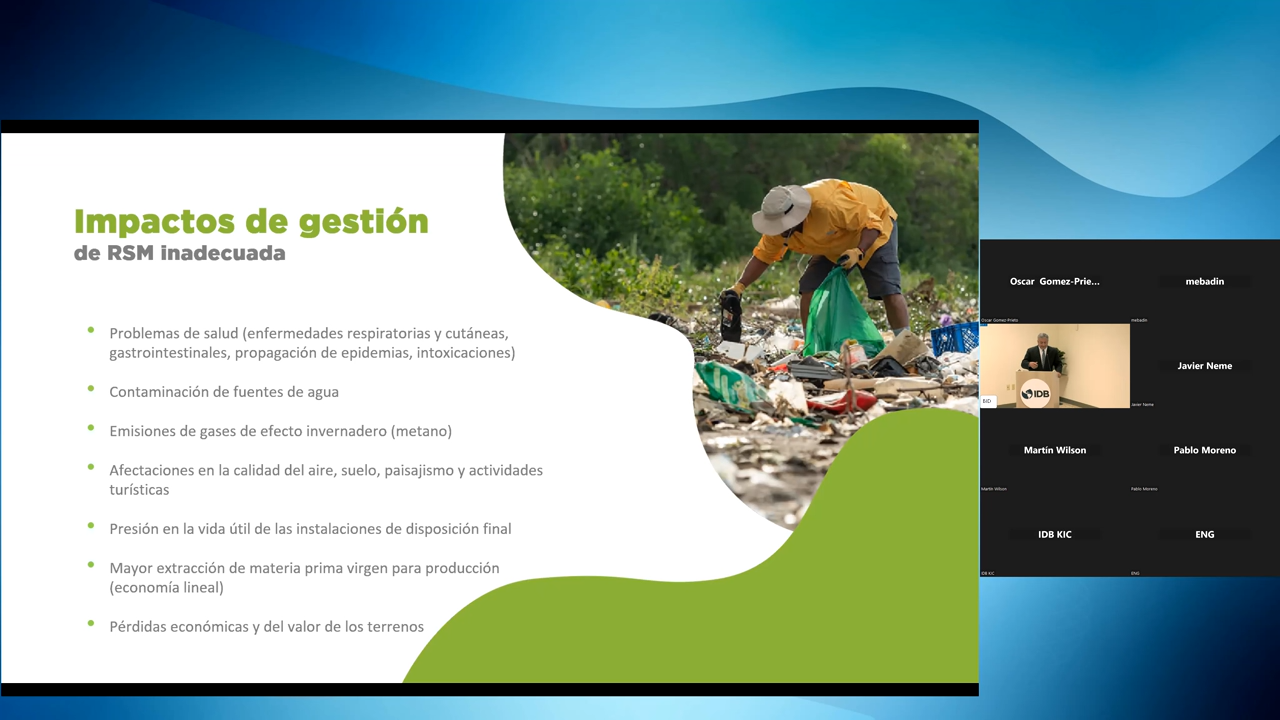 Impactos de gestión
de RSM inadecuada
Problemas de salud (enfermedades respiratorias y cutáneas,
gastrointestinales, propagación de epidemias, intoxicaciones)
Contaminación de fuentes de agua
Emisiones de gases de efecto invernadero (metano)
Afectaciones en la calidad del aire, suelo, paisajismo y actividades
turísticas
Presión en la vida útil de las instalaciones de disposición final
Mayor extracción de materia prima virgen para producción
(economía lineal)
Pérdidas económicas y del valor de los terrenos
Oscar Gomez-Prie...
Oscar Gomez-Prieto
mebadin
mebadin
IDB
BID
Javier Neme
Javier Neme
Martín Wilson
Martín Wilson
Pablo Moreno
Pablo Moreno
IDB KIC
IDB KIC
ENG
ENG